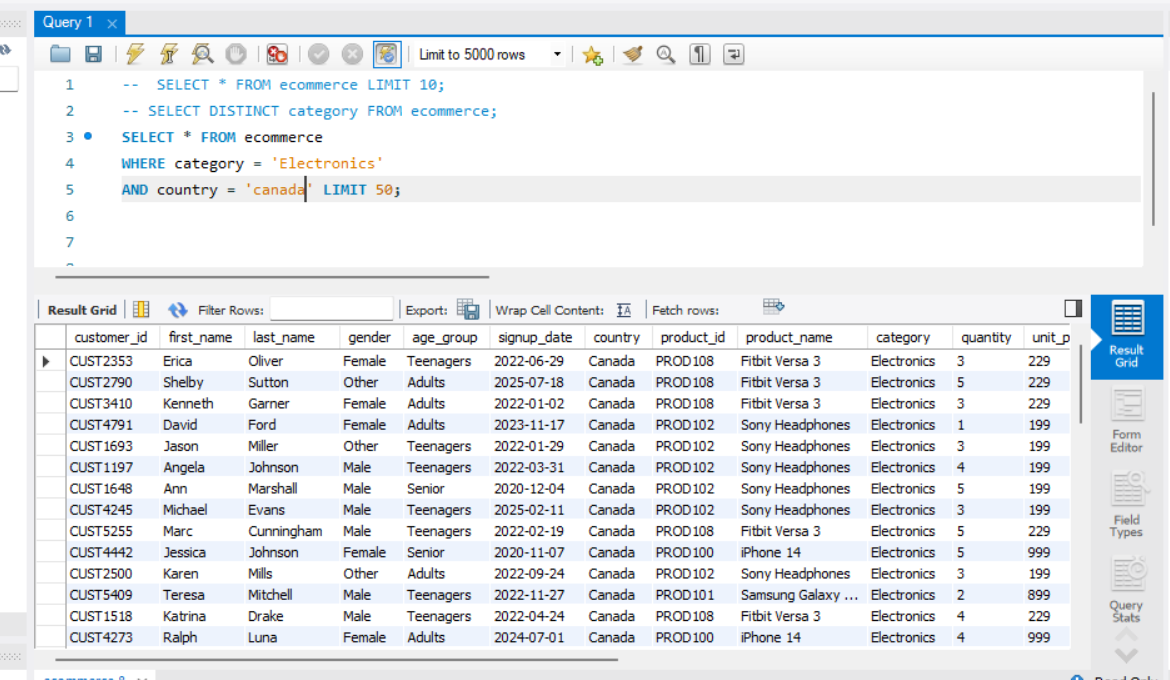 Query 1
Limit to 5000 rows
1 -- SELECT * FROM ecommerce LIMIT 10;
2 -- SELECT DISTINCT category FROM ecommerce;
3 SELECT * FROM ecommerce
4 WHERE category = 'Electronics'
5 AND country = 'canada' LIMIT 50;
6
7
Result Grid Filter Rows: Export: Wrap Cell Content: Fetch rows:
customer_id first_name last_name gender age_group signup_date country product_id product_name category quantity unit_p
CUST2353 Erica Oliver Female Teenagers 2022-06-29 Canada PROD108 Fitbit Versa 3 Electronics 3 229
CUST2790 Shelby Sutton Other Adults 2025-07-18 Canada PROD108 Fitbit Versa 3 Electronics 5 229
CUST3410 Kenneth Garner Female Adults 2022-01-02 Canada PROD108 Fitbit Versa 3 Electronics 3 229
CUST4791 David Ford Female Adults 2023-11-17 Canada PROD102 Sony Headphones Electronics 1 199
CUST1693 Jason Miller Other Teenagers 2022-01-29 Canada PROD102 Sony Headphones Electronics 3 199
CUST1197 Angela Johnson Male Teenagers 2022-03-31 Canada PROD102 Sony Headphones Electronics 4 199
CUST1648 Ann Marshall Male Senior 2020-12-04 Canada PROD102 Sony Headphones Electronics 5 199
CUST4245 Michael Evans Male Teenagers 2025-02-11 Canada PROD102 Sony Headphones Electronics 3 199
CUST5255 Marc Cunningham Male Teenagers 2022-02-19 Canada PROD108 Fitbit Versa 3 Electronics 5 229
CUST4442 Jessica Johnson Female Senior 2020-11-07 Canada PROD100 iPhone 14 Electronics 5 999
CUST2500 Karen Mills Other Adults 2022-09-24 Canada PROD102 Sony Headphones Electronics 3 199
CUST5409 Teresa Mitchell Male Adults 2022-11-27 Canada PROD101 Samsung Galaxy ... Electronics 2 899
CUST1518 Katrina Drake Male Teenagers 2022-04-24 Canada PROD108 Fitbit Versa 3 Electronics 4 229
CUST4273 Ralph Luna Female Adults 2024-07-01 Canada PROD100 iPhone 14 Electronics 4 999
Result
Grid
Form
Editor
Field
Types
Query
Stats